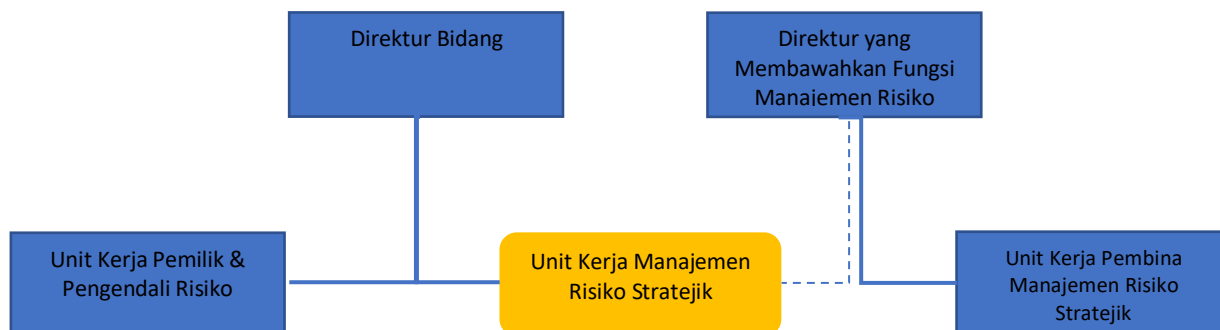 Direktur Bidang
Direktur yang
Membawahkan Fungsi
Manajemen Risiko
Unit Kerja Pemilik &
Pengendali Risiko
Unit Kerja Manajemen
Risiko Stratejik
Unit Kerja Pembina
Manajemen Risiko
Stratejik